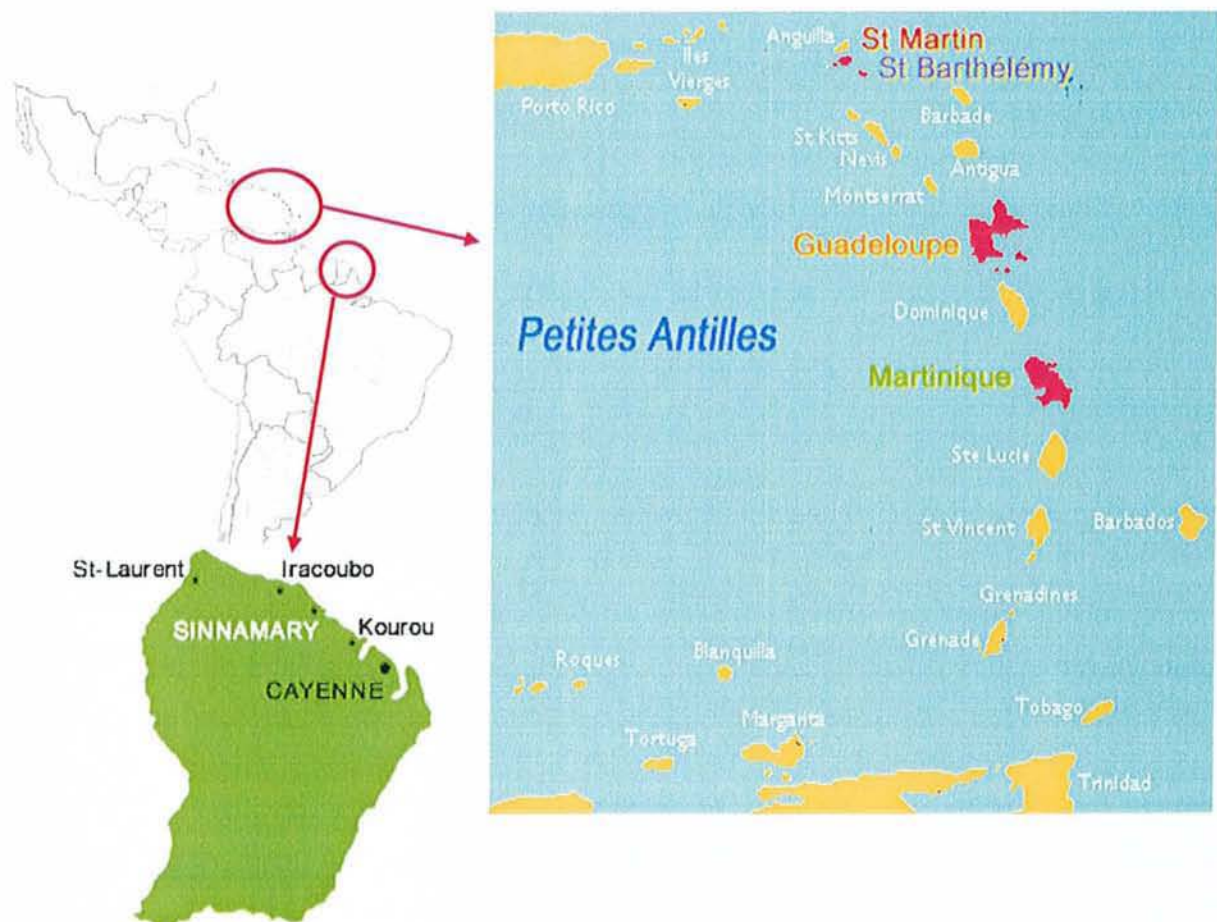 Anguilla
St Martin
St Barthélémy
Iles
Vierges
Porto Rico
Barbade
St Kitts
Nevis
Antigua
Montserrat
Guadeloupe
Dominique
Petites Antilles
Martinique
Ste Lucie
St Vincent
Barbados
Grenadines
Grenade
Blanquilla
Roques
Tobago
Margarita
Tortuga
Trinidad
St-Laurent
Iracoubo
SINNAMARY
Kourou
CAYENNE